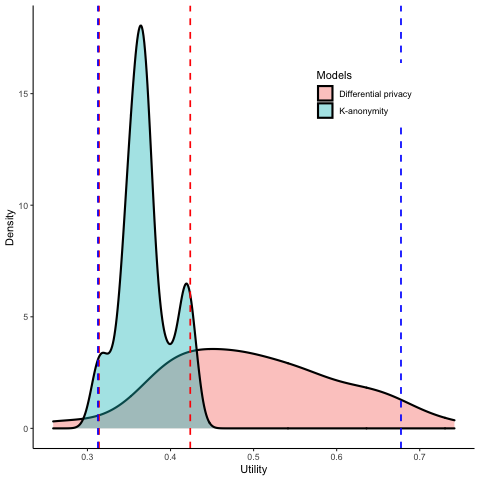 Models
Differential privacy
K-anonymity
15
10
5
0
Density
0.3 0.4 0.5 0.6 0.7
Utility